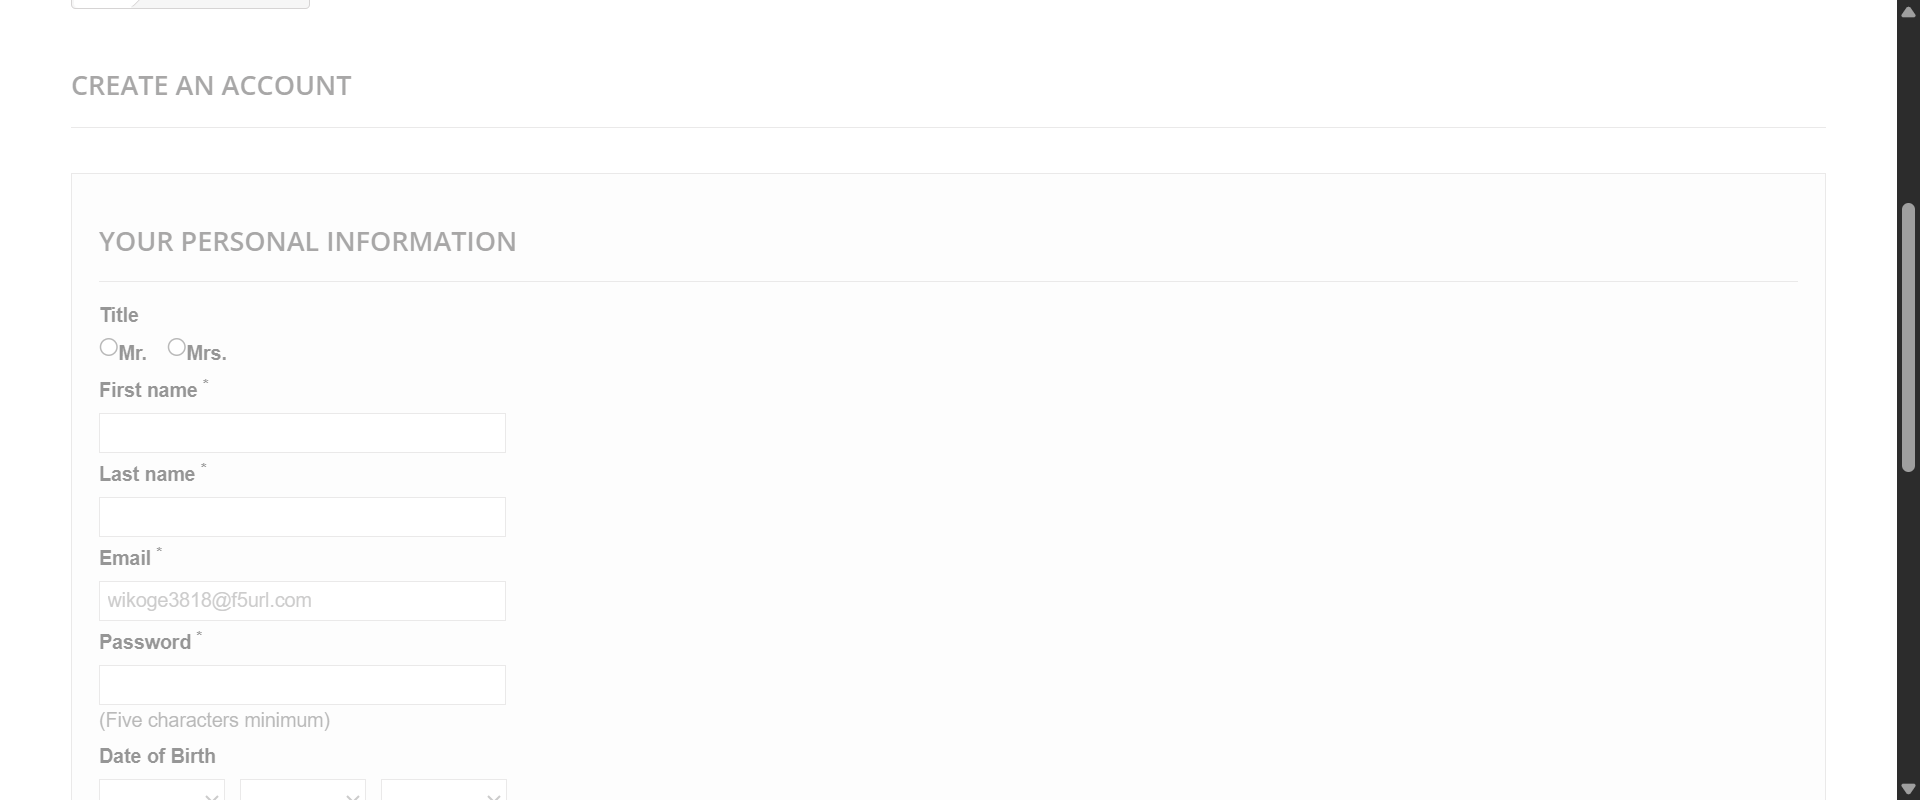 CREATE AN ACCOUNT
YOUR PERSONAL INFORMATION
Title
Mr. Mrs.
First name *
Last name *
Email *
wikoge3818@f5url.com
Password *
(Five characters minimum)
Date of Birth